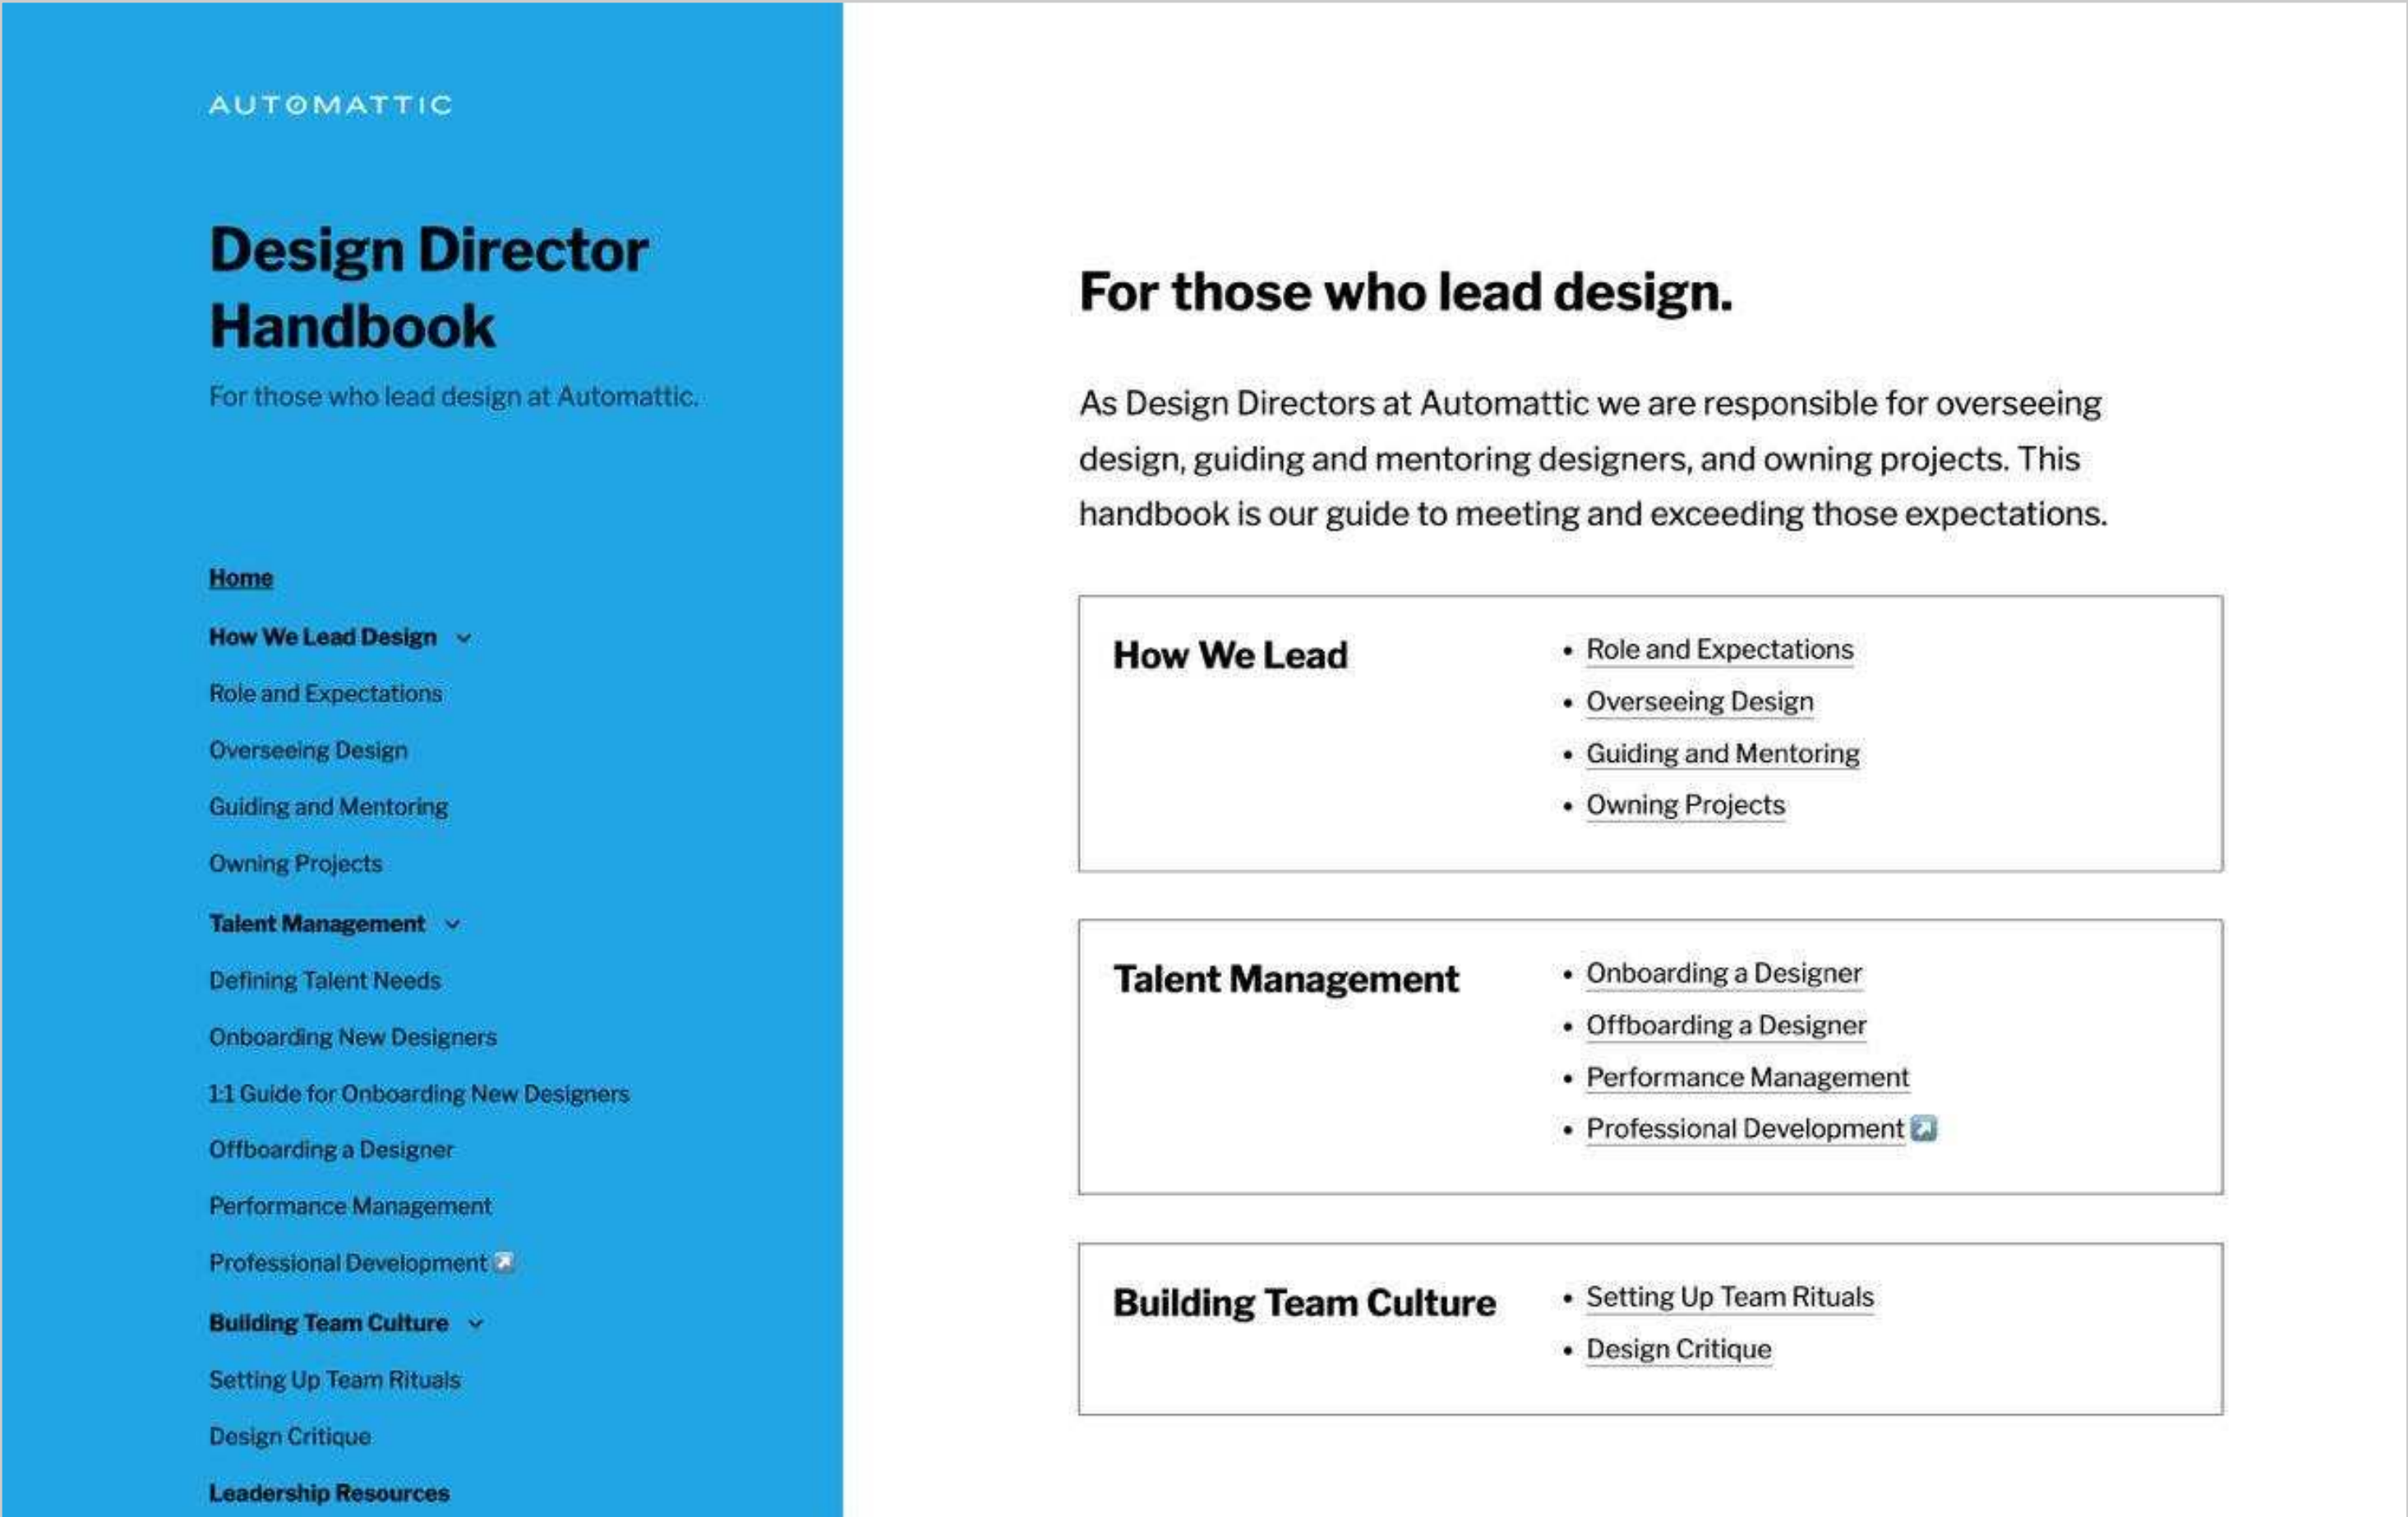 AUTOMATTIC
Design Director
Handbook
For those who lead design at Automattic.
Home
How We Lead Design
Role and Expectations
Overseeing Design
Guiding and Mentoring
Owning Projects
Talent Management
Defining Talent Needs
Onboarding New Designers
1:1 Guide for Onboarding New Designers
Offboarding a Designer
Performance Management
Professional Development
Building Team Culture
Setting Up Team Rituals
Design Critique
Leadership Resources
For those who lead design.
As Design Directors at Automattic we are responsible for overseeing
design, guiding and mentoring designers, and owning projects. This
handbook is our guide to meeting and exceeding those expectations.
How We Lead
• Role and Expectations
• Overseeing Design
• Guiding and Mentoring
• Owning Projects
Talent Management
• Onboarding a Designer
• Offboarding a Designer
• Performance Management
• Professional Development
Building Team Culture
• Setting Up Team Rituals
• Design Critique